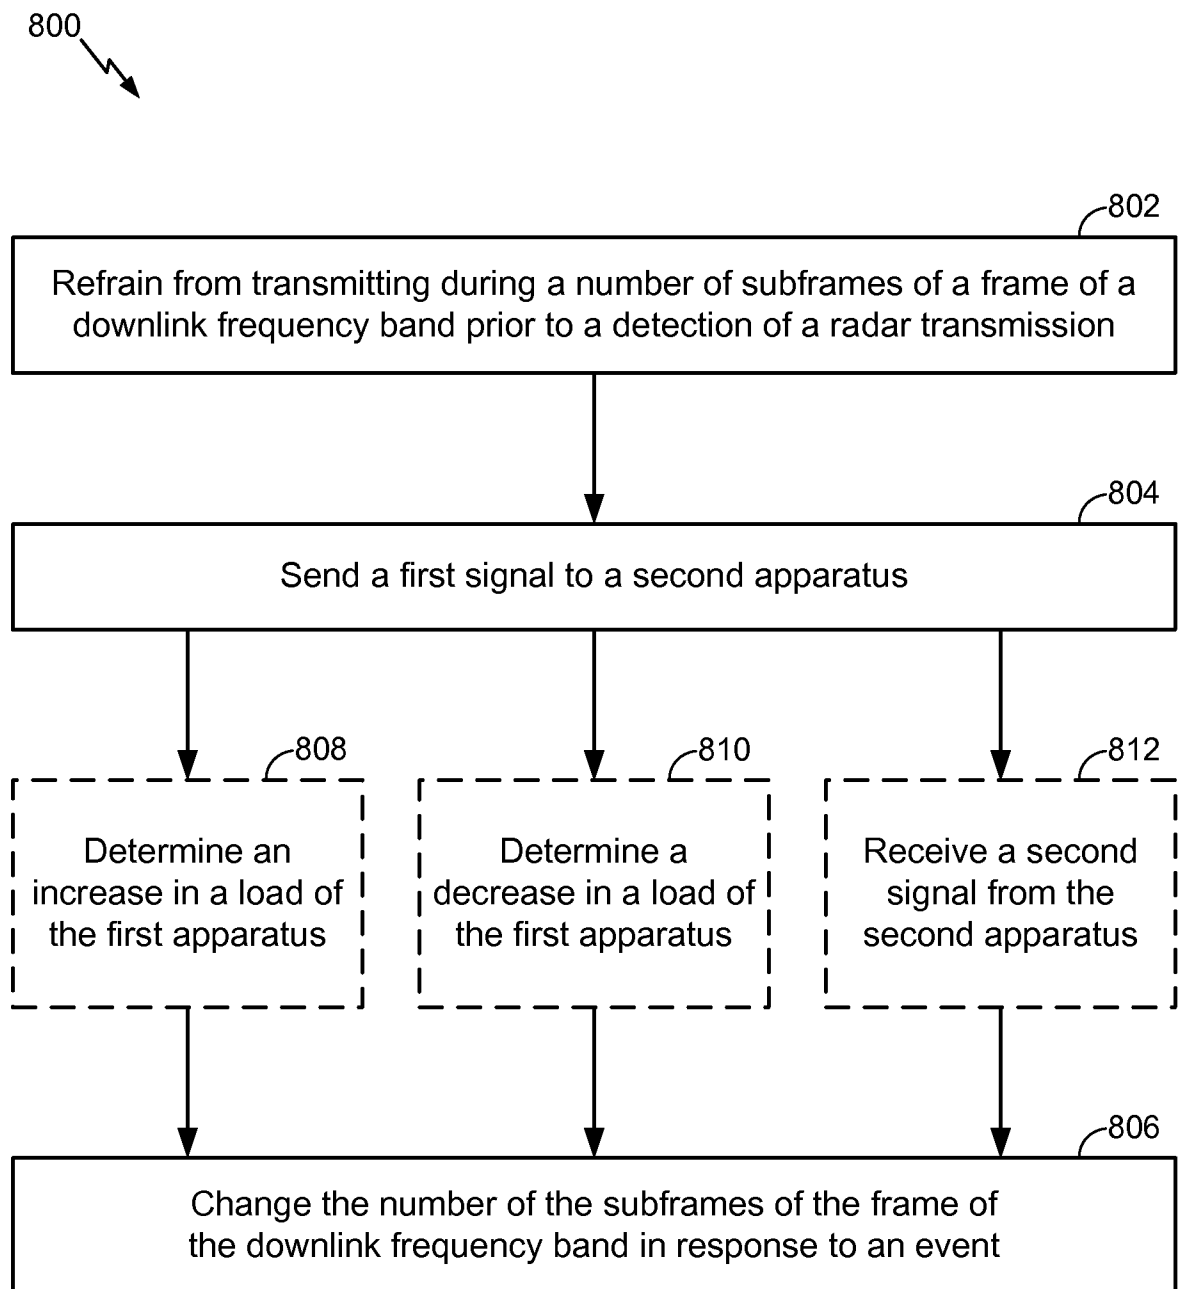 800
802
Refrain from transmitting during a number of subframes of a frame of a
downlink frequency band prior to a detection of a radar transmission
804
Send a first signal to a second apparatus
808
Determine an
increase in a load of
the first apparatus
810
Determine a
decrease in a load of
the first apparatus
812
Receive a second
signal from the
second apparatus
806
Change the number of the subframes of the frame of
the downlink frequency band in response to an event